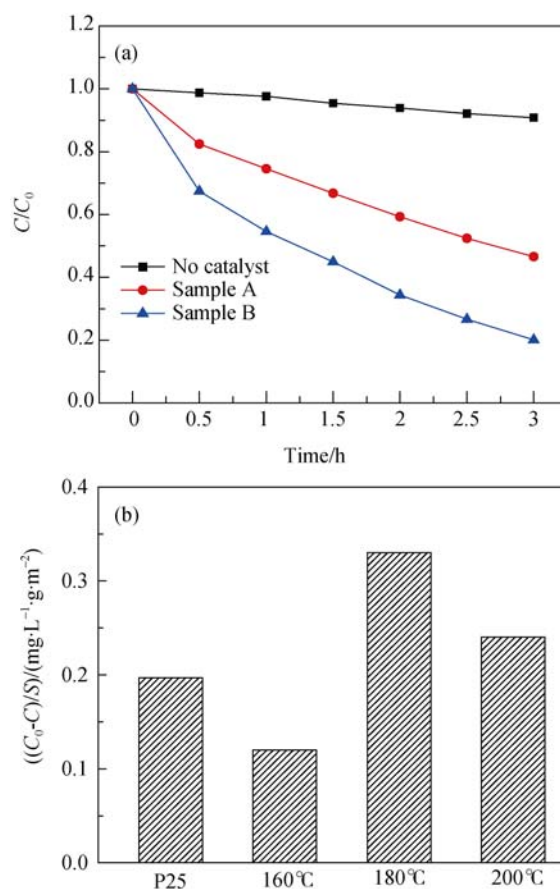 (a)
1.2
1.0
0.8
0.6
0.4
0.2
0.0
C/C₀
No catalyst
Sample A
Sample B
0 0.5 1 1.5 2 2.5 3
Time/h
(b)
0.4
0.3
0.2
0.1
0.0
((C₀-C)/S)/(mg·L⁻¹·g·m⁻²)
P25 160℃ 180℃ 200℃